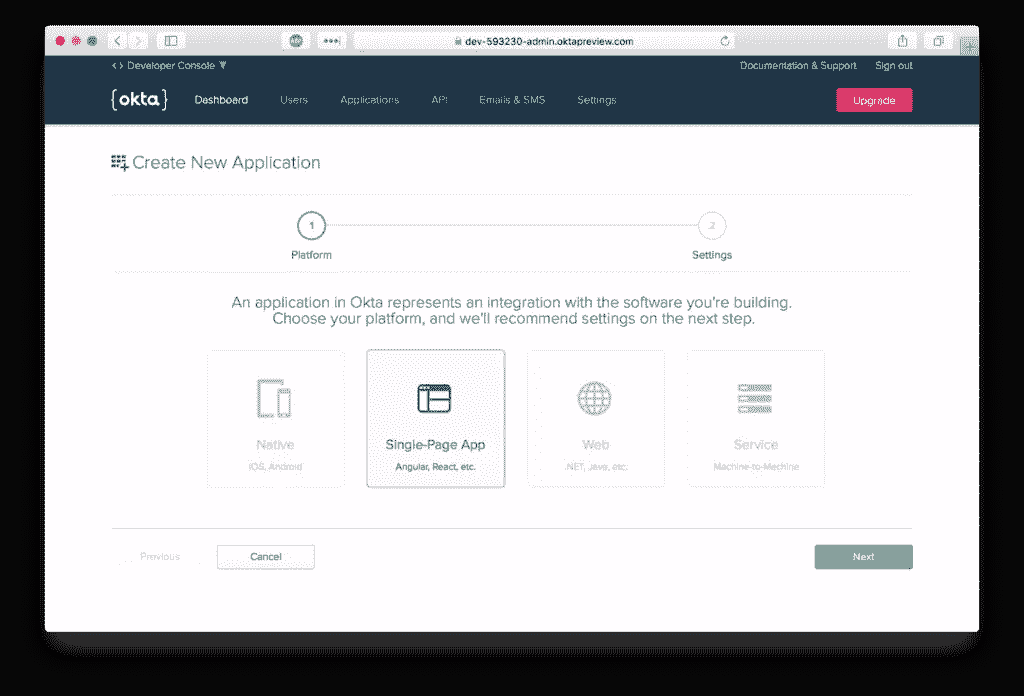 dev-593230-admin.oktapreview.com
<> Developer Console
Documentation & Support Sign out
{okta} Dashboard Users Applications API Emails & SMS Settings Upgrade
Create New Application
1 2
Platform Settings
An application in Okta represents an integration with the software you're building.
Choose your platform, and we'll recommend settings on the next step.
Native Single-Page App Web Service
iOS, Android Angular, React, etc. .NET, Java, etc. Machine-to-Machine
Previous Cancel Next